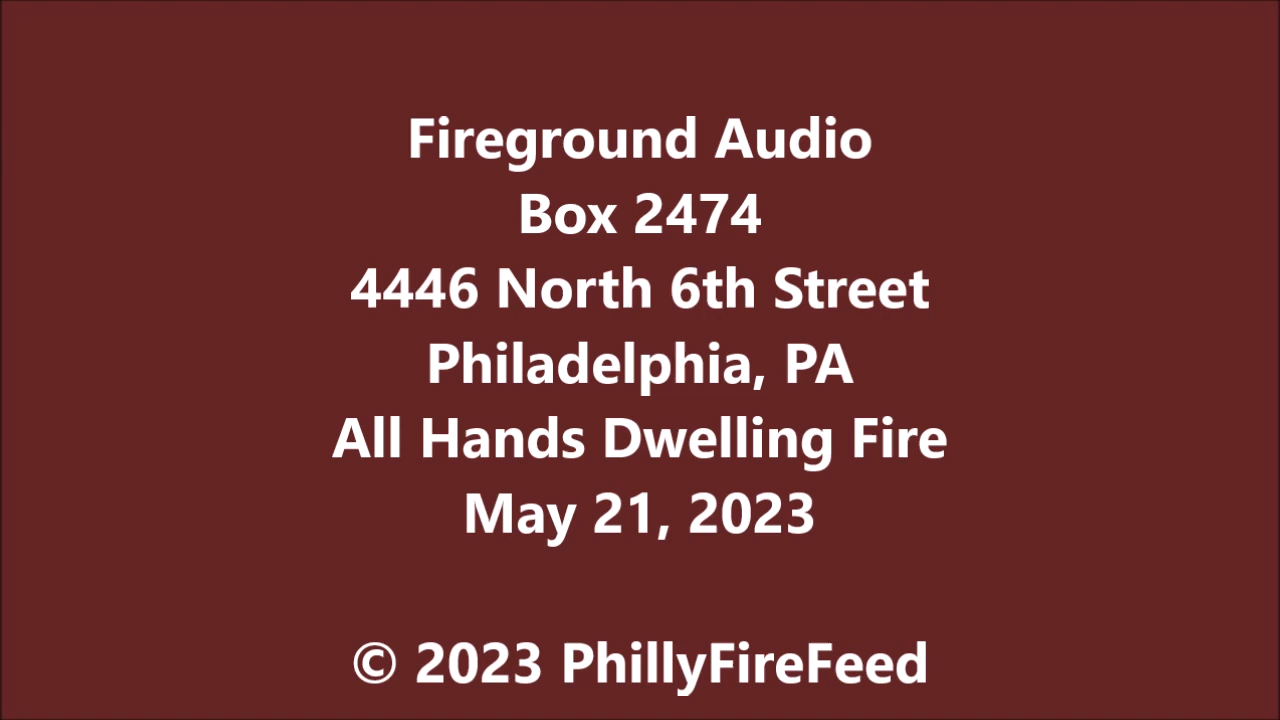 Fireground Audio
Box 2474
4446 North 6th Street
Philadelphia, PA
All Hands Dwelling Fire
May 21, 2023
© 2023 PhillyFireFeed